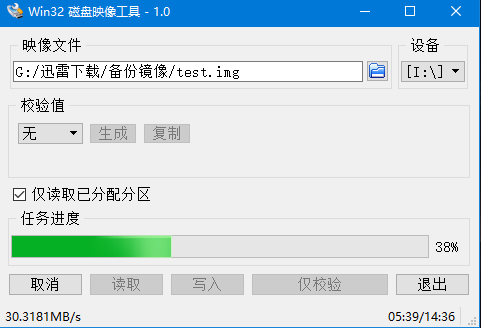 Win32 磁盘映像工具 - 1.0
映像文件
设备
G:/迅雷下载/备份镜像/test.img
[I:\]
校验值
无
生成
复制
仅读取已分配分区
任务进度
38%
取消
读取
写入
仅校验
退出
30.3181MB/s
05:39/14:36